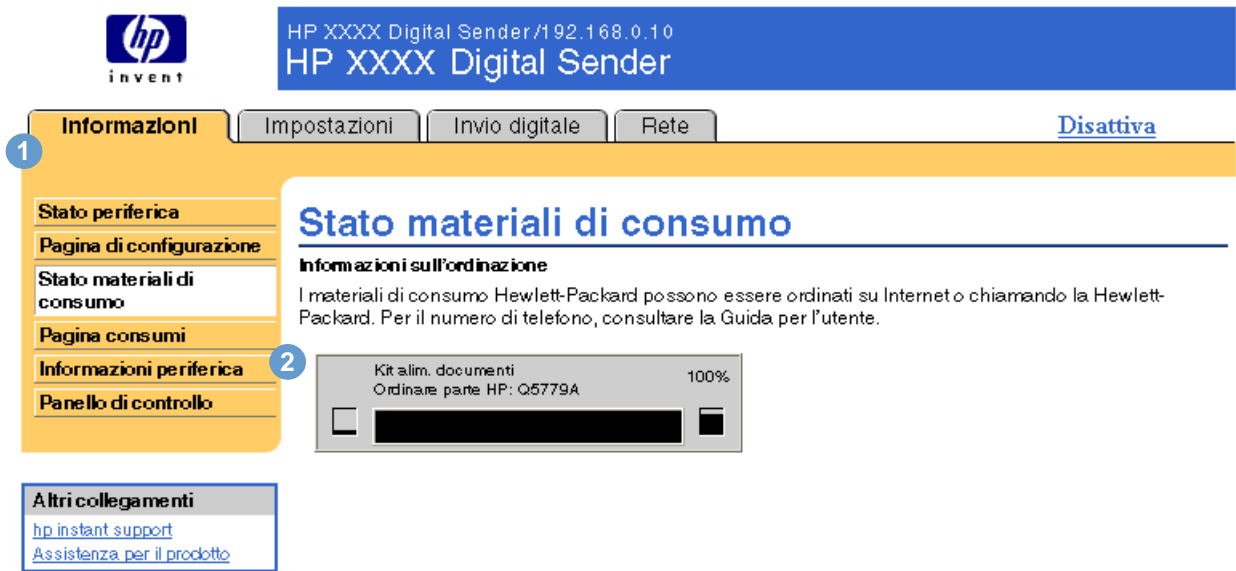 hp
invent
HP XXXX Digital Sender/192.168.0.10
HP XXXX Digital Sender
Informazioni
Impostazioni
Invio digitale
Rete
Disattiva
1
Stato periferica
Pagina di configurazione
Stato materiali di
consumo
Pagina consumi
Informazioni periferica
Panello di controllo
Altri collegamenti
hp instant support
Assistenza per il prodotto
Stato materiali di consumo
Informazioni sull'ordinazione
I materiali di consumo Hewlett-Packard possono essere ordinati su Internet o chiamando la Hewlett-
Packard. Per il numero di telefono, consultare la Guida per l'utente.
2
Kit alim. documenti
Ordinare parte HP: Q5779A
100%